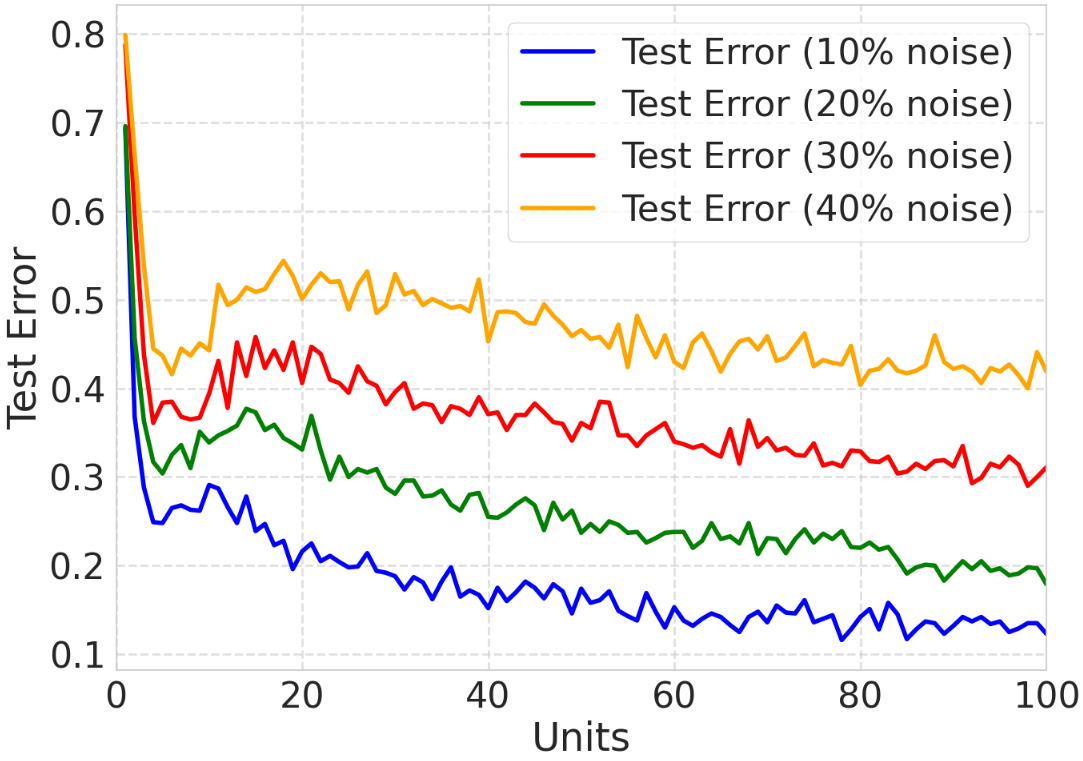 0.8
0.7
0.6
0.5
0.4
0.3
0.2
0.1
Test Error
Test Error (10% noise)
Test Error (20% noise)
Test Error (30% noise)
Test Error (40% noise)
0 20 40 60 80 100
Units